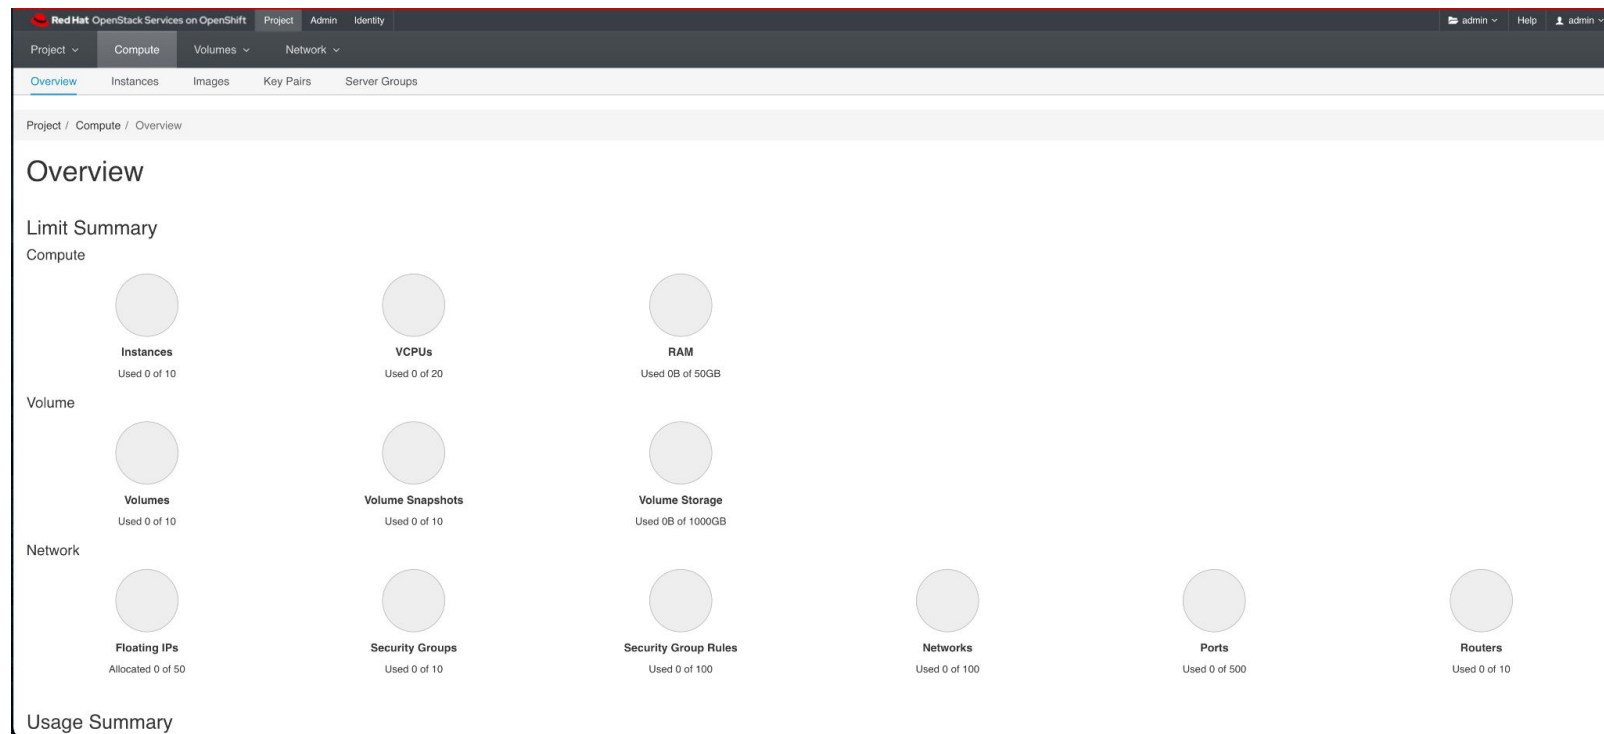 Red Hat OpenStack Services on OpenShift Project Admin Identity admin Help admin
Project Compute Volumes Network
Overview Instances Images Key Pairs Server Groups
Project / Compute / Overview
Overview
Limit Summary
Compute
Instances VCPUs RAM
Used 0 of 10 Used 0 of 20 Used 0B of 50GB
Volume
Volumes Volume Snapshots Volume Storage
Used 0 of 10 Used 0 of 10 Used 0B of 1000GB
Network
Floating IPs Security Groups Security Group Rules Networks Ports Routers
Allocated 0 of 50 Used 0 of 10 Used 0 of 100 Used 0 of 100 Used 0 of 500 Used 0 of 10
Usage Summary